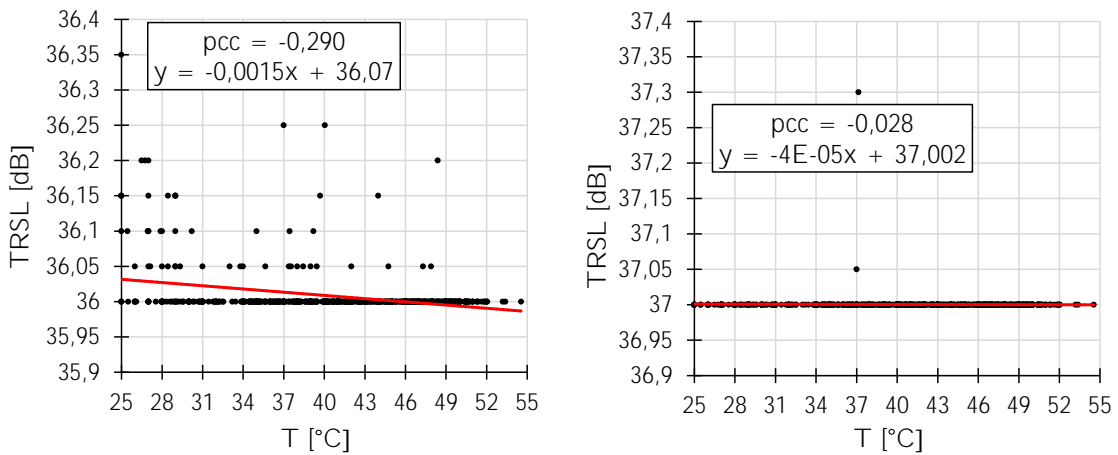 36,4
36,35
36,3
36,25
36,2
36,15
36,1
36,05
36
35,95
35,9
TRSL [dB]
pcc = -0,290
y = -0,0015x + 36,07
25 28 31 34 37 40 43 46 49 52 55
T [°C]
37,4
37,35
37,3
37,25
37,2
37,15
37,1
37,05
37
36,95
36,9
TRSL [dB]
pcc = -0,028
y = -4E-05x + 37,002
25 28 31 34 37 40 43 46 49 52 55
T [°C]